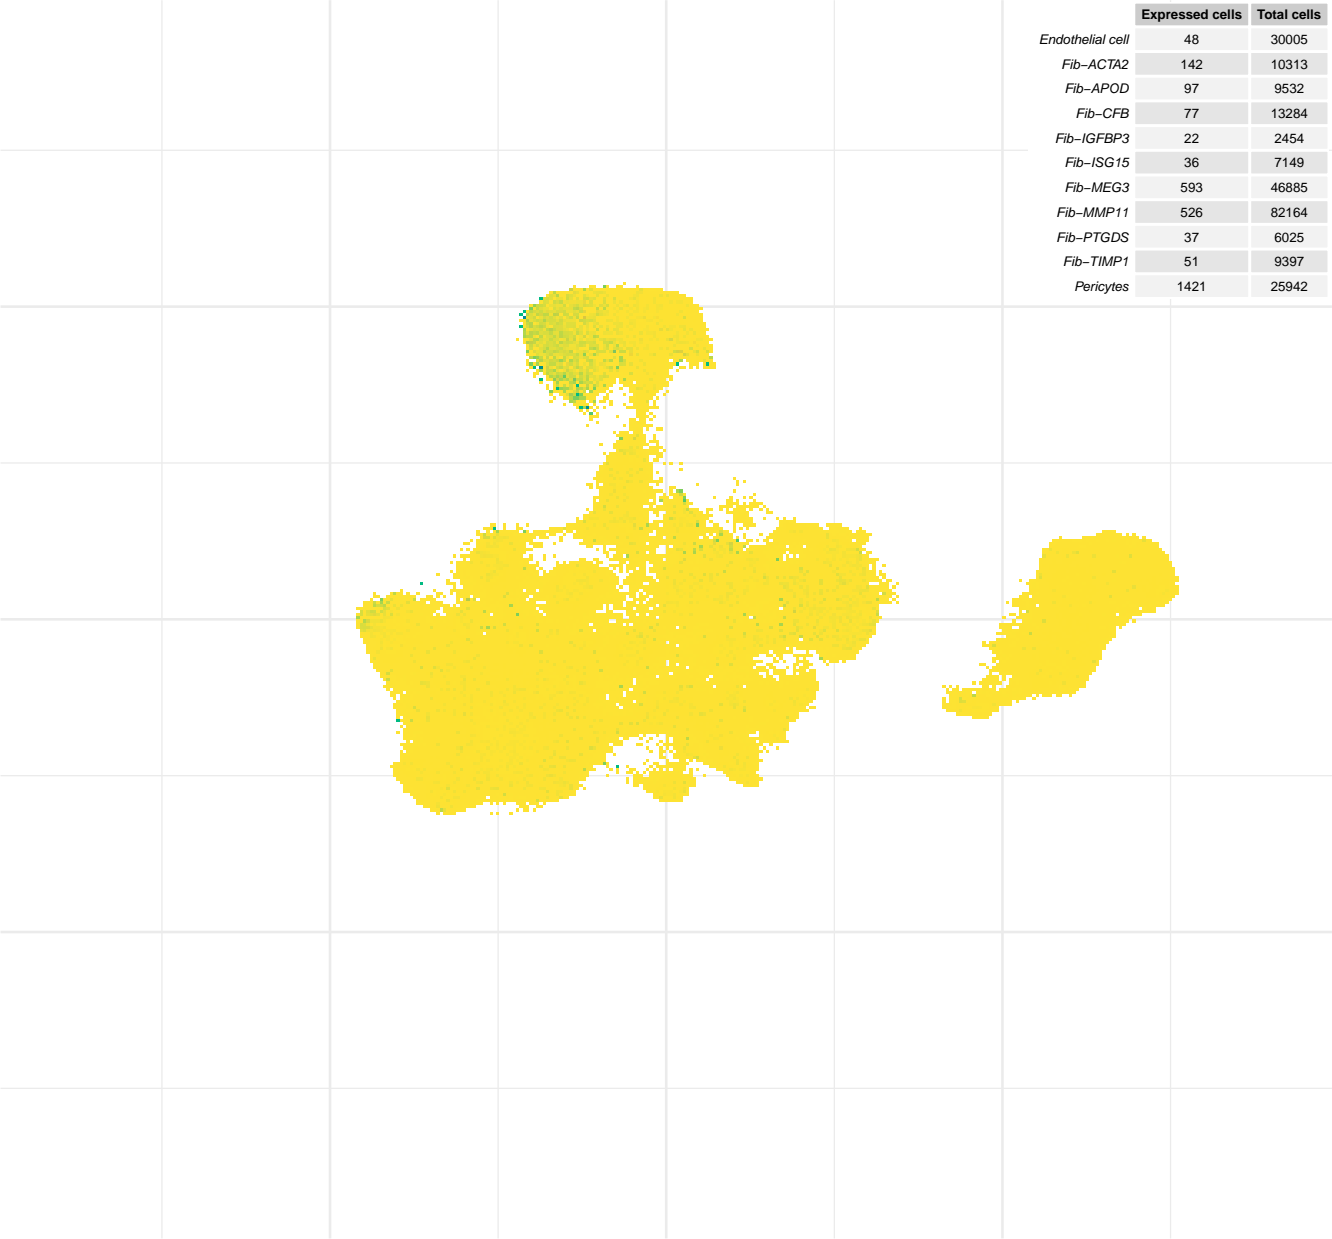 Expressed cells Total cells
Endothelial cell 48 30005
Fib−ACTA2 142 10313
Fib−APOD 97 9532
Fib−CFB 77 13284
Fib−IGFBP3 22 2454
Fib−ISG15 36 7149
Fib−MEG3 593 46885
Fib−MMP11 526 82164
Fib−PTGDS 37 6025
Fib−TIMP1 51 9397
Pericytes 1421 25942